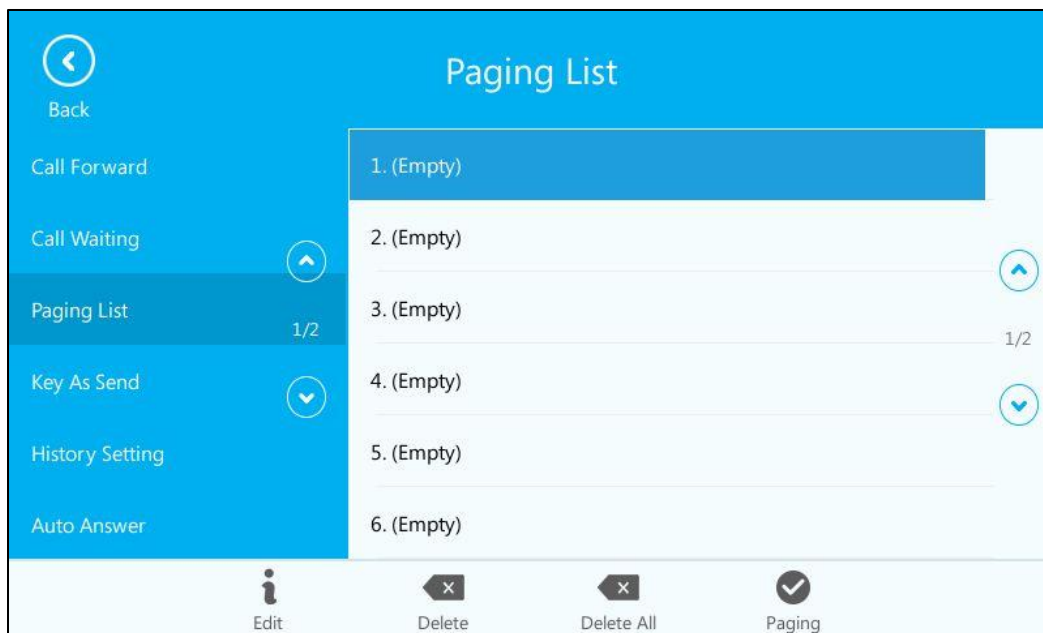 Paging List
Back
Call Forward
Call Waiting
Paging List
1/2
Key As Send
History Setting
Auto Answer
1. (Empty)
2. (Empty)
3. (Empty)
4. (Empty)
5. (Empty)
6. (Empty)
1/2
Edit
Delete
Delete All
Paging